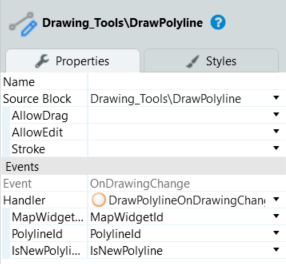 Drawing_Tools\DrawPolyline ?
Properties Styles
Name
Source Block Drawing_Tools\DrawPolyline
AllowDrag
AllowEdit
Stroke
Events
Event OnDrawingChange
Handler DrawPolylineOnDrawingChan
MapWidget... MapWidgetId
PolylineId PolylineId
IsNewPolyli... IsNewPolyline